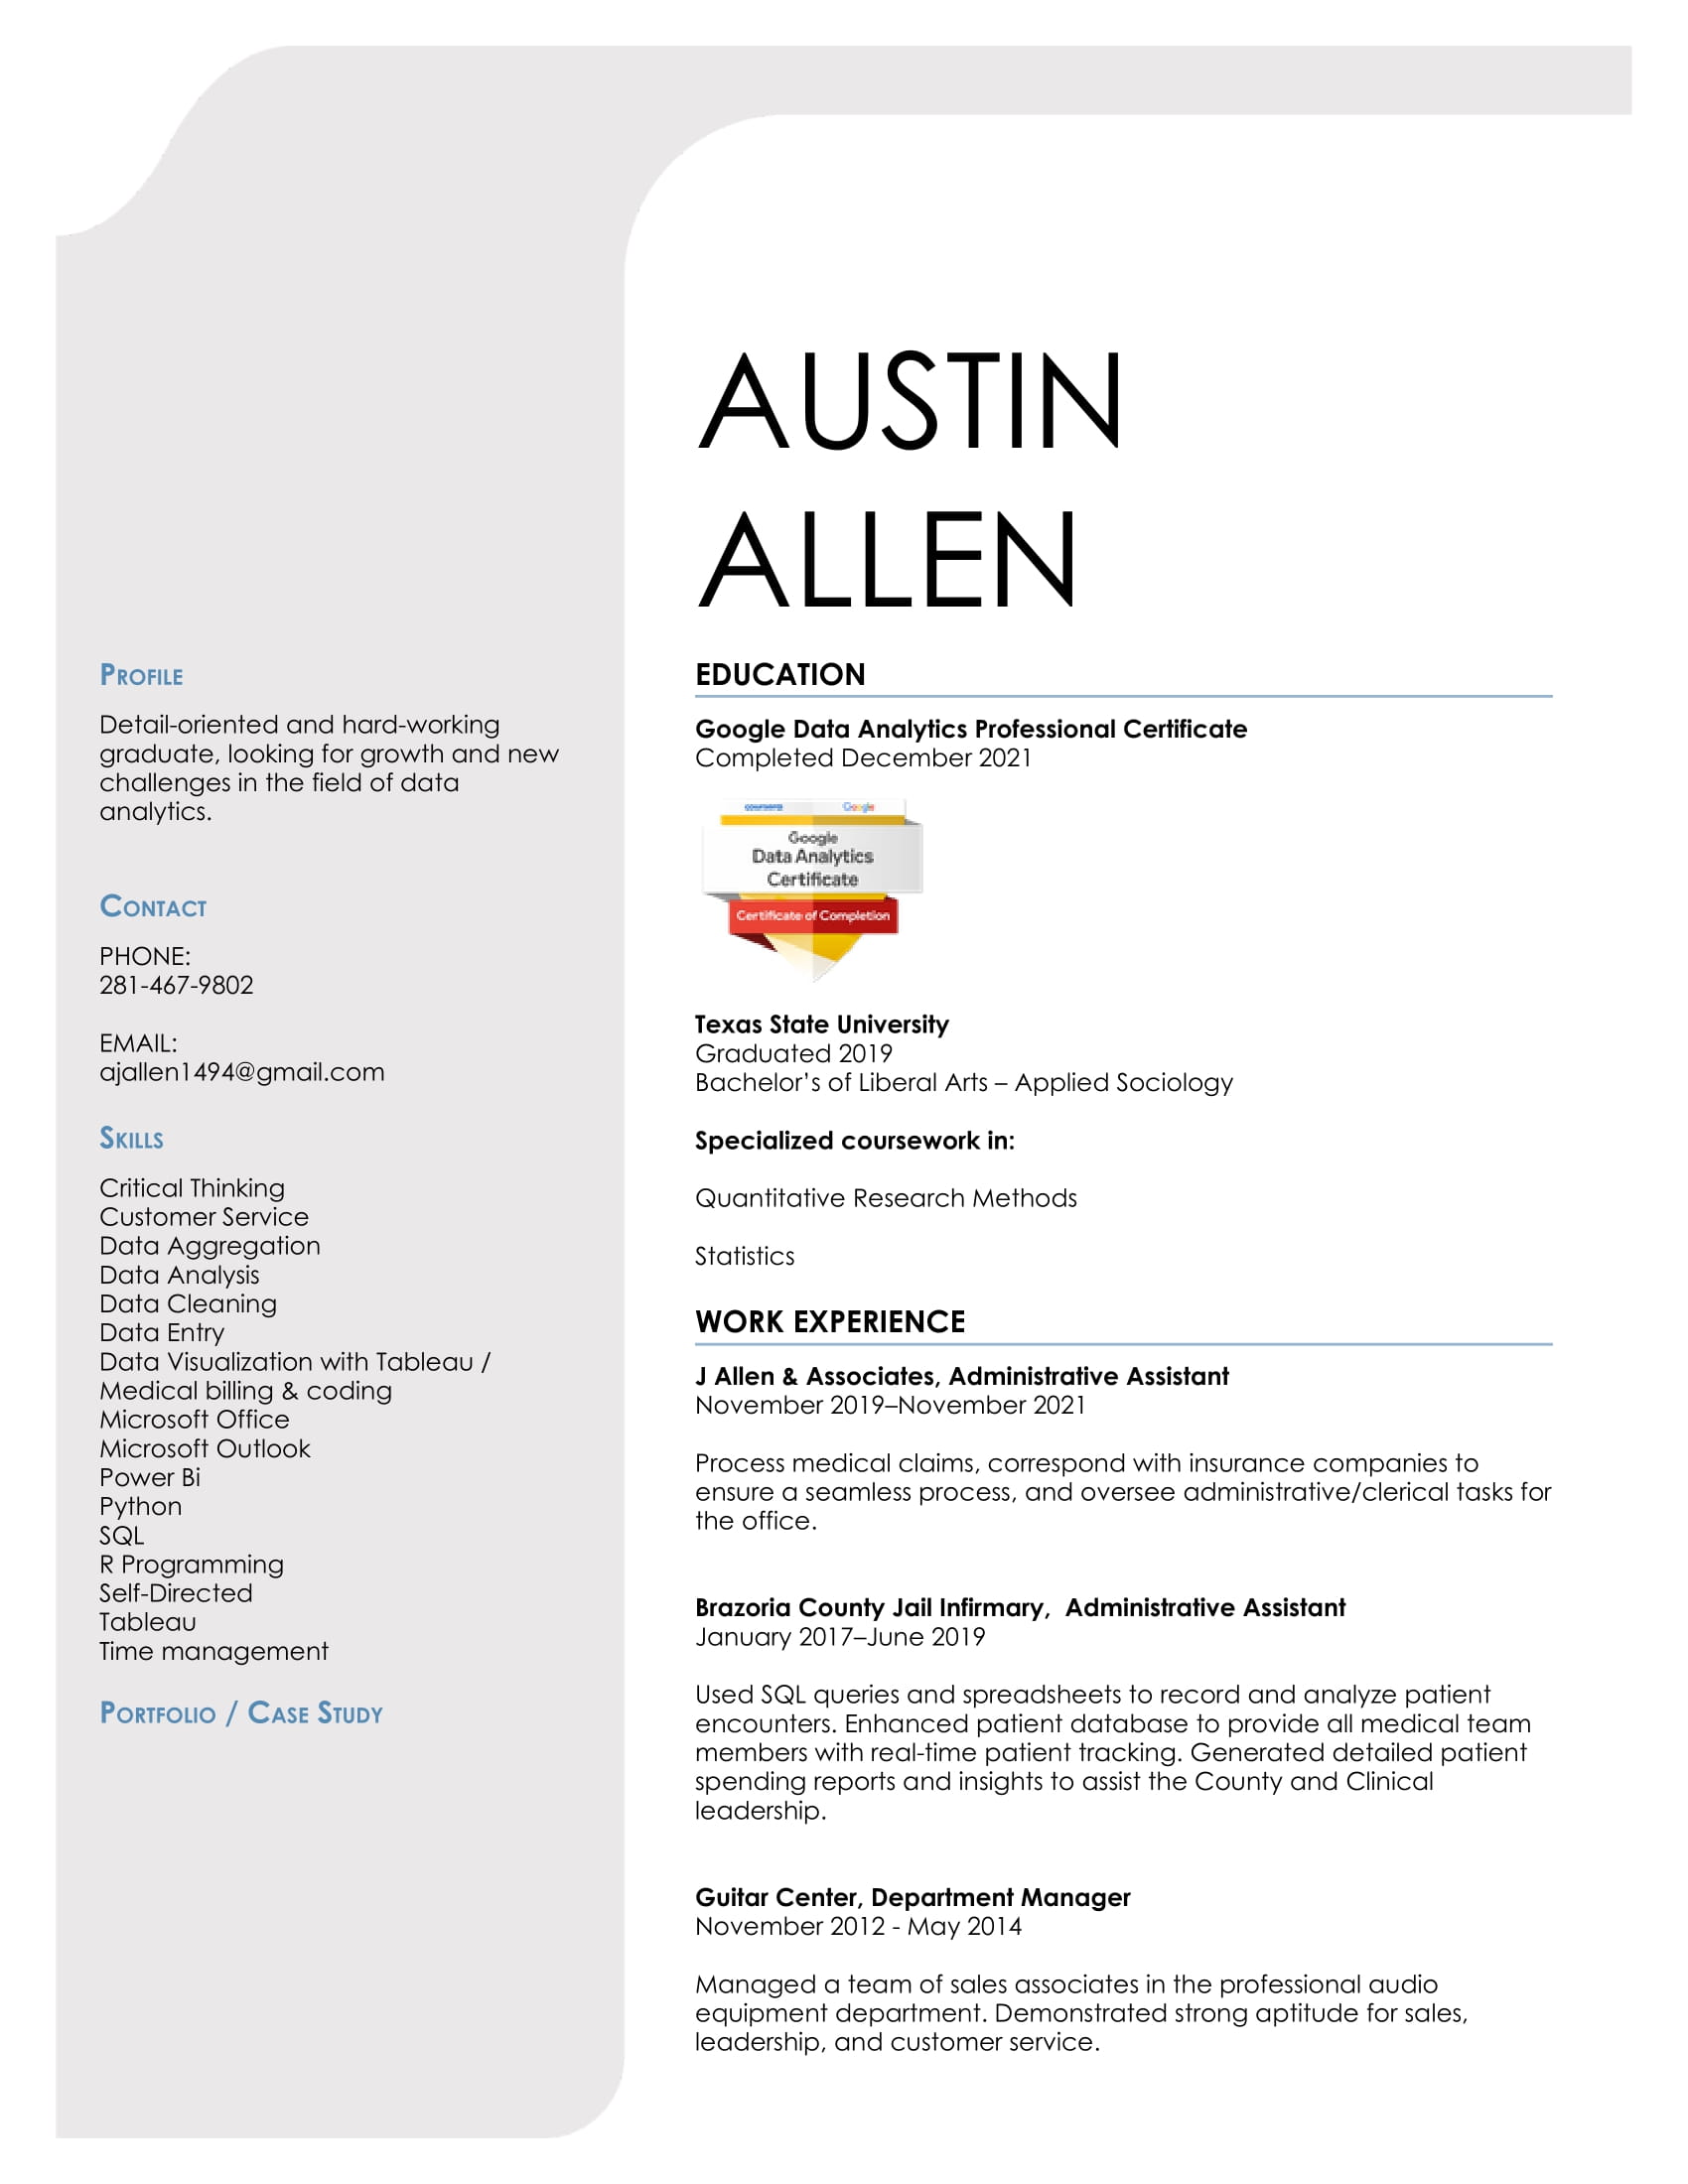 AUSTIN
ALLEN
PROFILE
Detail-oriented and hard-working
graduate, looking for growth and new
challenges in the field of data
analytics.
CONTACT
PHONE:
281-467-9802
EMAIL:
ajallen1494@gmail.com
SKILLS
Critical Thinking
Customer Service
Data Aggregation
Data Analysis
Data Cleaning
Data Entry
Data Visualization with Tableau /
Medical billing & coding
Microsoft Office
Microsoft Outlook
Power Bi
Python
SQL
R Programming
Self-Directed
Tableau
Time management
PORTFOLIO / CASE STUDY
EDUCATION
Google Data Analytics Professional Certificate
Completed December 2021
coursera Google
Google
Data Analytics
Certificate
Certificate of Completion
Texas State University
Graduated 2019
Bachelor’s of Liberal Arts – Applied Sociology
Specialized coursework in:
Quantitative Research Methods
Statistics
WORK EXPERIENCE
J Allen & Associates, Administrative Assistant
November 2019–November 2021
Process medical claims, correspond with insurance companies to
ensure a seamless process, and oversee administrative/clerical tasks for
the office.
Brazoria County Jail Infirmary,  Administrative Assistant
January 2017–June 2019
Used SQL queries and spreadsheets to record and analyze patient
encounters. Enhanced patient database to provide all medical team
members with real-time patient tracking. Generated detailed patient
spending reports and insights to assist the County and Clinical
leadership.
Guitar Center, Department Manager
November 2012 - May 2014
Managed a team of sales associates in the professional audio
equipment department. Demonstrated strong aptitude for sales,
leadership, and customer service.